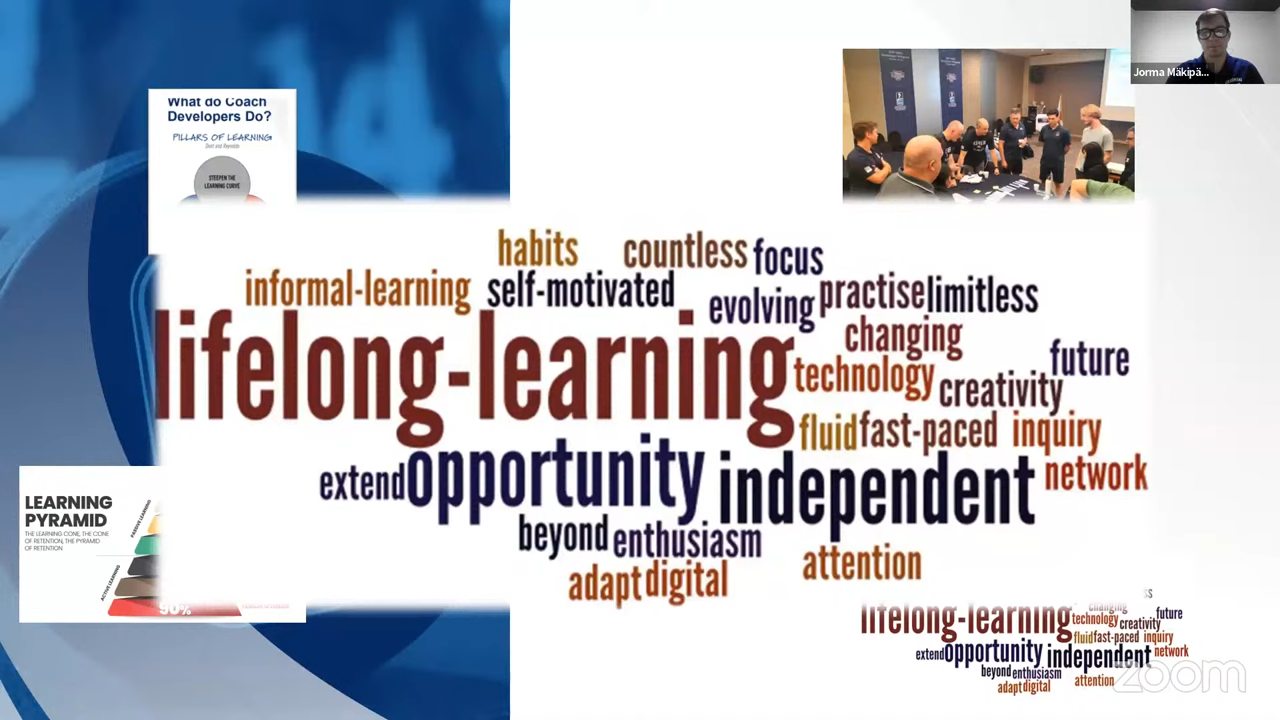 Jorma Mäkipä...
What do Coach
Developers Do?
PILLARS OF LEARNING
STEEPEN THE
LEARNING CURVE
habits countless focus
informal-learning self-motivated evolving practise limitless
changing
lifelong-learning technology creativity future
fluid fast-paced inquiry
extend opportunity independent network
beyond enthusiasm attention
adapt digital
LEARNING
PYRAMID
THE LEARNING CONE, THE CONE
OF RETENTION, THE PYRAMID
OF RETENTION
PASSIVE LEARNING
ACTIVE LEARNING
90%
changing
lifelong-learning technology creativity future
fluid fast-paced inquiry
extend opportunity independent network
beyond enthusiasm attention
adapt digital
zoom